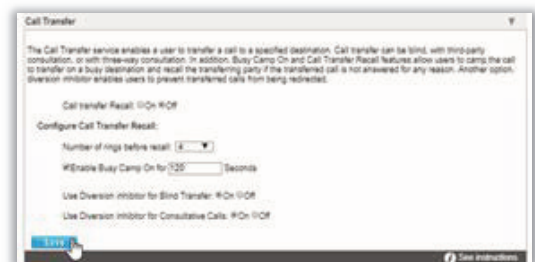 Call Transfer
The Call Transfer service enables a user to transfer a call to a specified destination. Call transfer can be blind, with third-party
consultation, or with three-way consultation. In addition, Busy Camp On and Call Transfer Recall features allow users to camp the call
to transfer on a busy destination and recall the transferring party if the transferred call is not answered for any reason. Another option,
diversion inhibitor enables users to prevent transferred calls from being redirected.
Call transfer Recall: On Off
Configure Call Transfer Recall:
Number of rings before recall: 4
Enable Busy Camp On for 120 Seconds
Use Diversion inhibitor for Blind Transfer: On Off
Use Diversion inhibitor for Consultative Calls: On Off
Save
See instructions